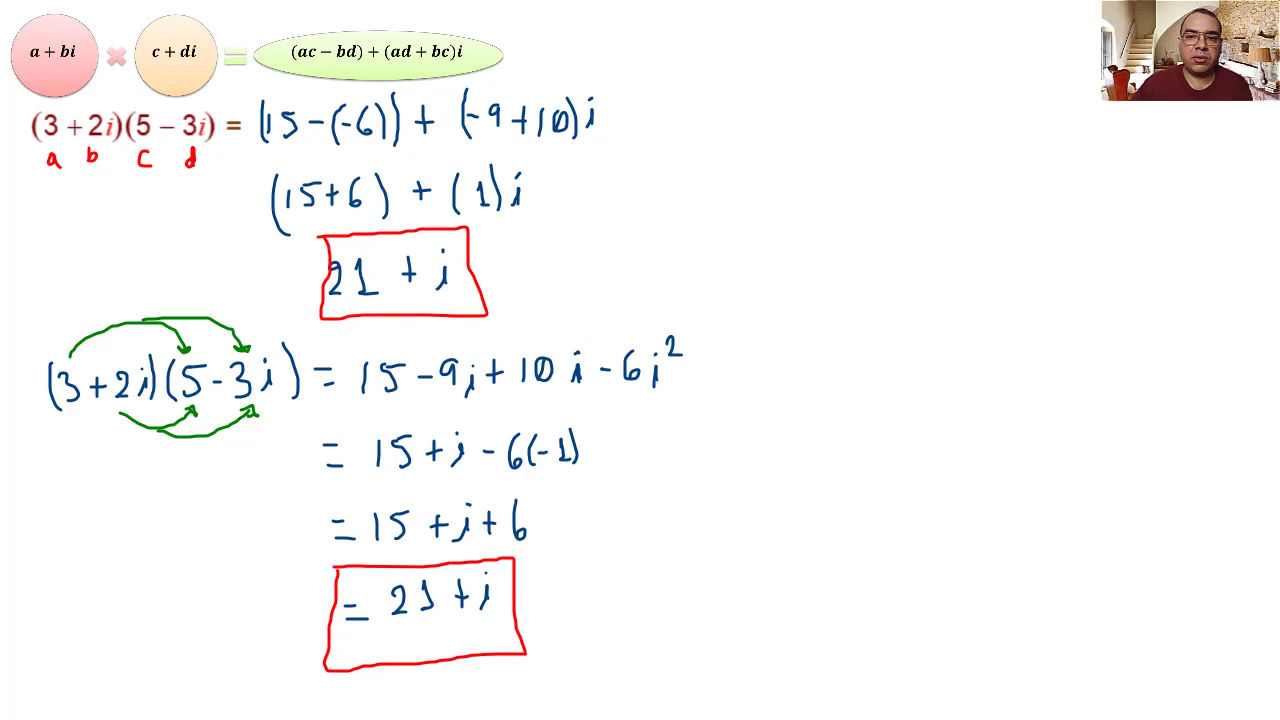 a + bi × c + di = (ac − bd) + (ad + bc)i
(3 + 2i)(5 − 3i) = (15 - (-6)) + (-9 + 10)i
a b c d
(15 + 6) + (1)i
21 + i
(3 + 2i)(5 - 3i) = 15 - 9i + 10i - 6i²
= 15 + i - 6(-1)
= 15 + i + 6
= 21 + i